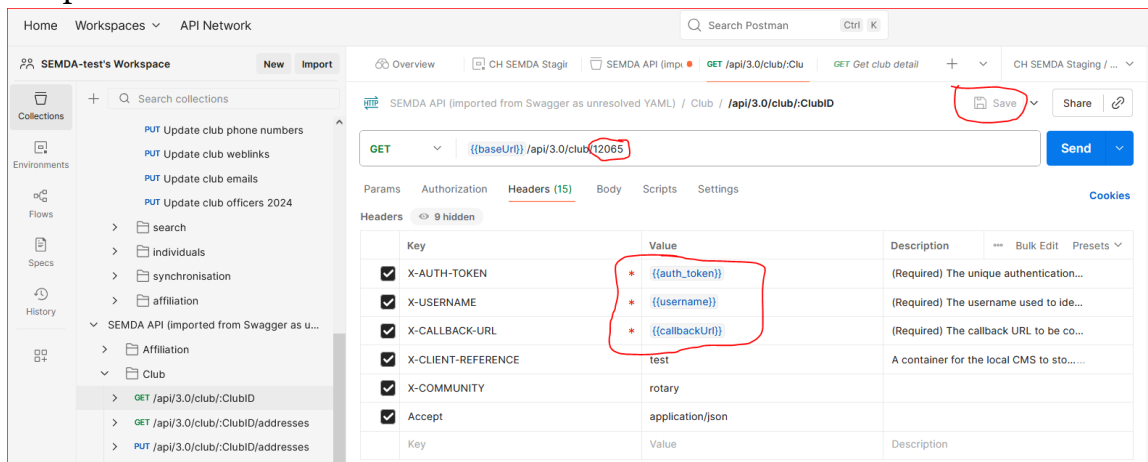 Home Workspaces API Network Search Postman Ctrl K
SEMDA-test's Workspace New Import Overview CH SEMDA Stagir SEMDA API (impo GET /api/3.0/club/:Clu GET Get club detail CH SEMDA Staging / ...
Collections
Environments
Flows
Specs
History
Search collections
PUT Update club phone numbers
PUT Update club weblinks
PUT Update club emails
PUT Update club officers 2024
search
individuals
synchronisation
affiliation
SEMDA API (imported from Swagger as u...
Affiliation
Club
GET /api/3.0/club/:ClubID
GET /api/3.0/club/:ClubID/addresses
PUT /api/3.0/club/:ClubID/addresses
HTTP SEMDA API (imported from Swagger as unresolved YAML) / Club / /api/3.0/club/:ClubID Save Share
GET {{baseUrl}} /api/3.0/club/12065 Send
Params Authorization Headers (15) Body Scripts Settings Cookies
Headers 9 hidden
Key Value Description Bulk Edit Presets
X-AUTH-TOKEN * {{auth_token}} (Required) The unique authentication...
X-USERNAME * {{username}} (Required) The username used to ide...
X-CALLBACK-URL * {{callbackUrl}} (Required) The callback URL to be co...
X-CLIENT-REFERENCE test A container for the local CMS to sto......
X-COMMUNITY rotary
Accept application/json
Key Value Description